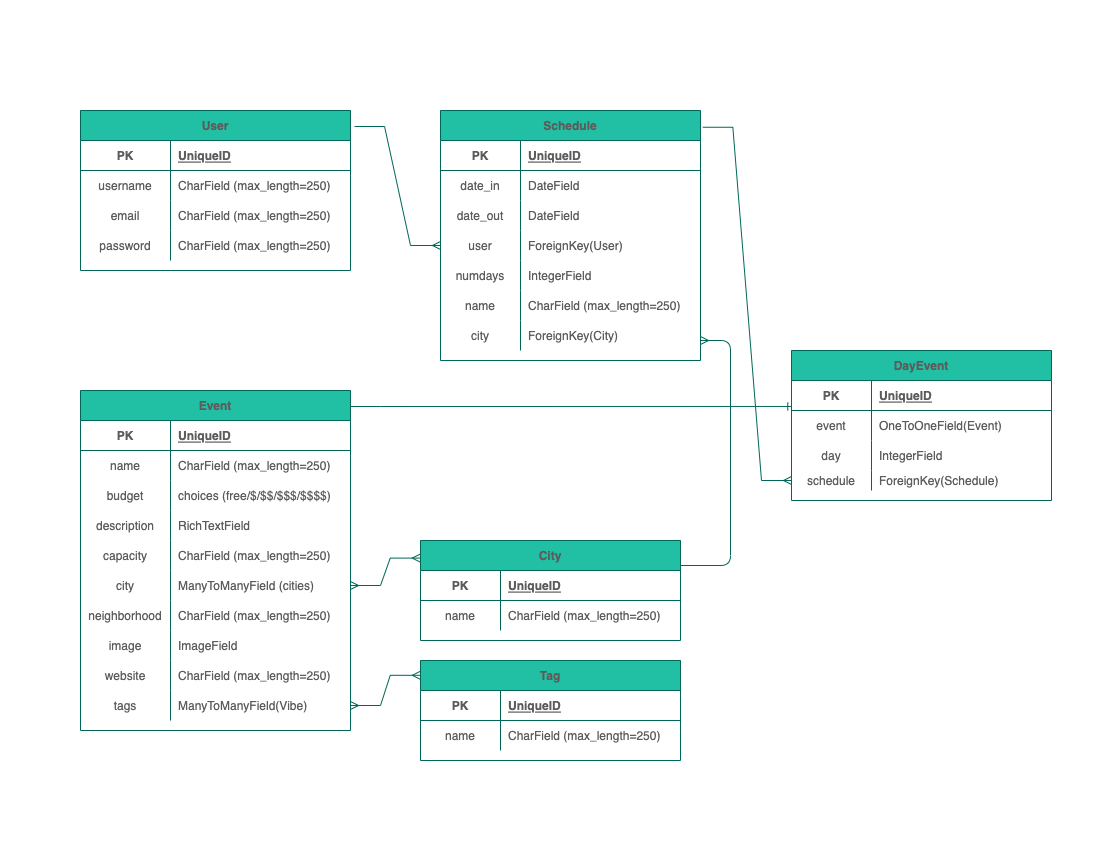 User
PK UniqueID
username CharField (max_length=250)
email CharField (max_length=250)
password CharField (max_length=250)
Schedule
PK UniqueID
date_in DateField
date_out DateField
user ForeignKey(User)
numdays IntegerField
name CharField (max_length=250)
city ForeignKey(City)
DayEvent
PK UniqueID
event OneToOneField(Event)
day IntegerField
schedule ForeignKey(Schedule)
Event
PK UniqueID
name CharField (max_length=250)
budget choices (free/$/$$/$$$/$$$$)
description RichTextField
capacity CharField (max_length=250)
city ManyToManyField (cities)
neighborhood CharField (max_length=250)
image ImageField
website CharField (max_length=250)
tags ManyToManyField(Vibe)
City
PK UniqueID
name CharField (max_length=250)
Tag
PK UniqueID
name CharField (max_length=250)